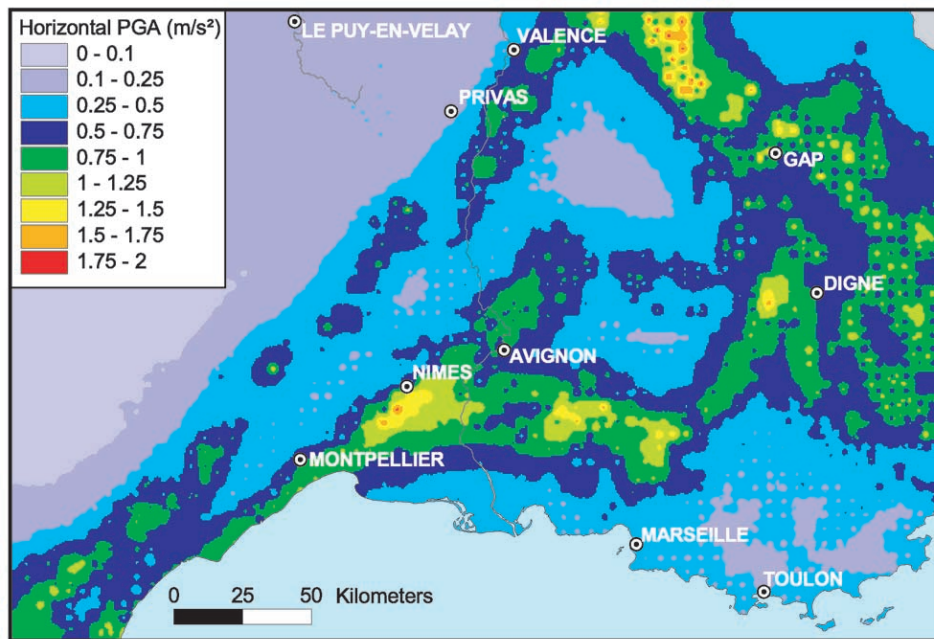 Horizontal PGA (m/s²)
0 - 0.1
0.1 - 0.25
0.25 - 0.5
0.5 - 0.75
0.75 - 1
1 - 1.25
1.25 - 1.5
1.5 - 1.75
1.75 - 2
LE PUY-EN-VELAY
VALENCE
PRIVAS
GAP
DIGNE
AVIGNON
NIMES
MONTPELLIER
MARSEILLE
TOULON
0 25 50 Kilometers